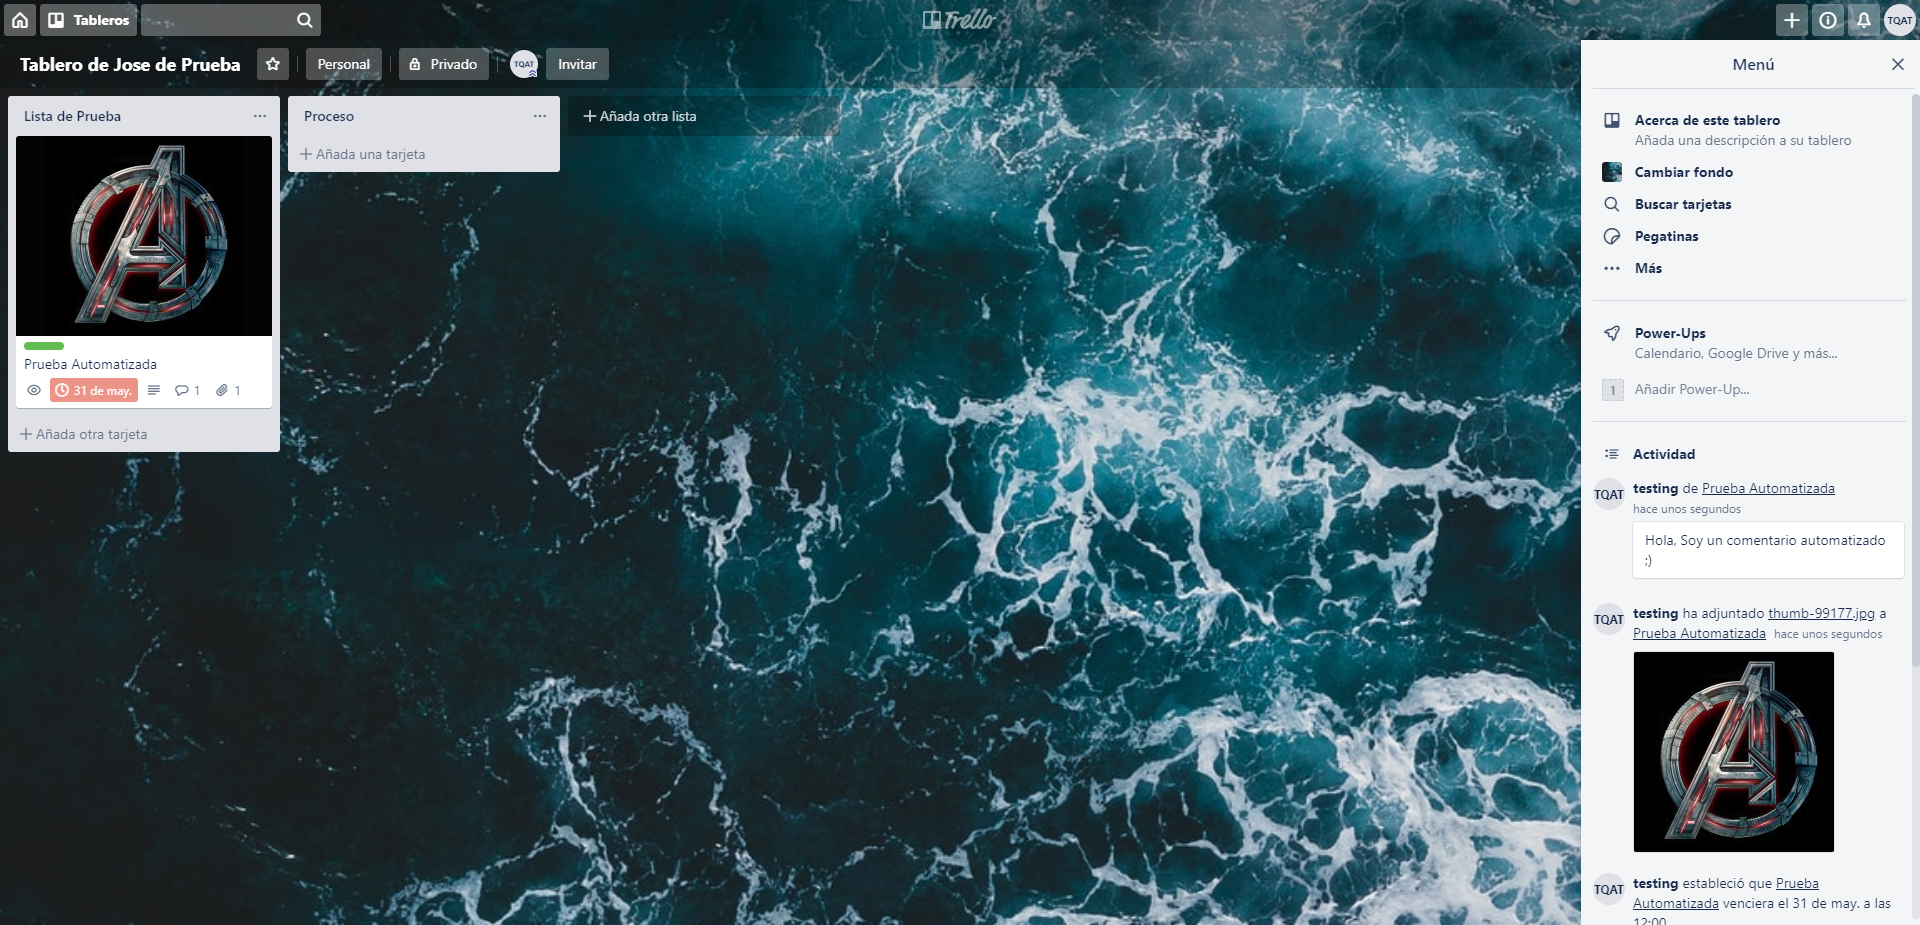 Tableros
Trello
TQAT
Tablero de Jose de Prueba
Personal
Privado
TQAT
Invitar
Lista de Prueba
Prueba Automatizada
31 de may.
1
1
Añada otra tarjeta
Proceso
Añada una tarjeta
Añada otra lista
Menú
Acerca de este tablero
Añada una descripción a su tablero
Cambiar fondo
Buscar tarjetas
Pegatinas
Más
Power-Ups
Calendario, Google Drive y más...
1 Añadir Power-Up...
Actividad
TQAT
testing de Prueba Automatizada
hace unos segundos
Hola, Soy un comentario automatizado
;)
TQAT
testing ha adjuntado thumb-99177.jpg a
Prueba Automatizada hace unos segundos
TQAT
testing estableció que Prueba
Automatizada venciera el 31 de may. a las
12:00